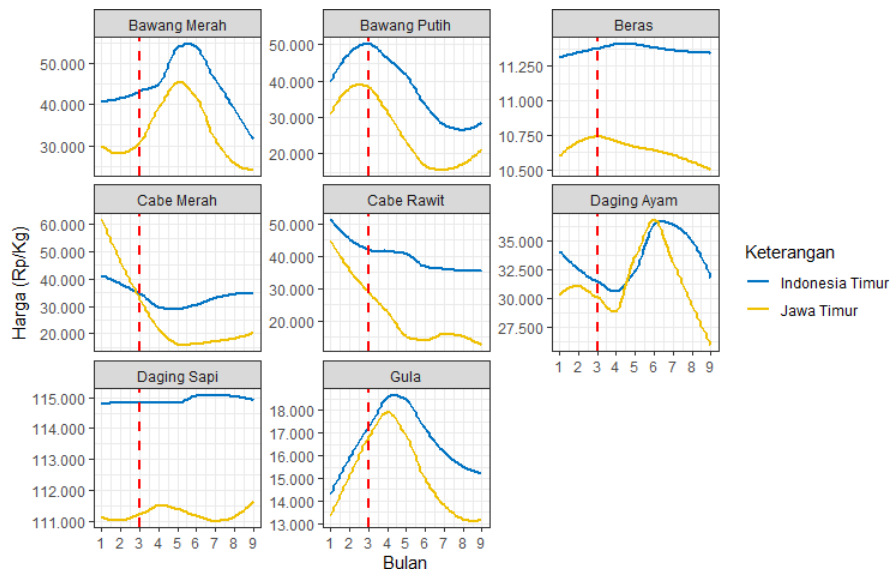 Bawang Merah
50.000
40.000
30.000
Bawang Putih
50.000
40.000
30.000
20.000
Beras
11.250
11.000
10.750
10.500
Cabe Merah
60.000
50.000
40.000
30.000
20.000
Cabe Rawit
50.000
40.000
30.000
20.000
Daging Ayam
35.000
32.500
30.000
27.500
1 2 3 4 5 6 7 8 9
Daging Sapi
115.000
114.000
113.000
112.000
111.000
1 2 3 4 5 6 7 8 9
Gula
18.000
17.000
16.000
15.000
14.000
13.000
1 2 3 4 5 6 7 8 9
Harga (Rp/Kg)
Bulan
Keterangan
Indonesia Timur
Jawa Timur